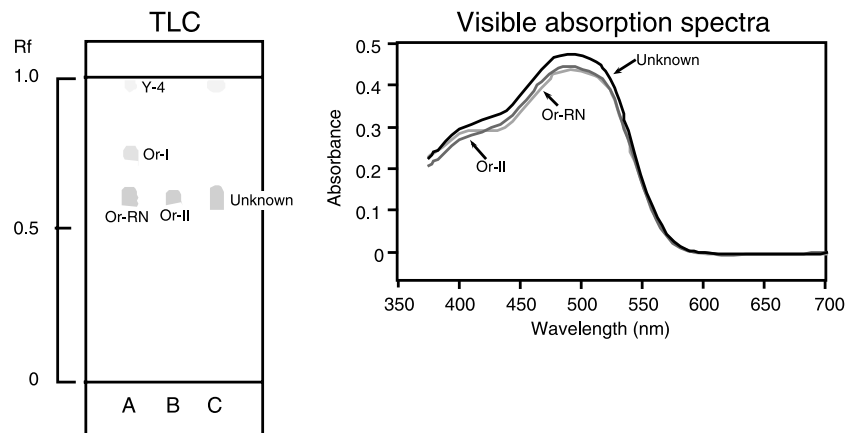 TLC
Rf
1.0
Y-4
Or-I
Or-RN
Or-II
Unknown
0.5
0
A B C
Visible absorption spectra
0.5
0.4
0.3
0.2
0.1
0
Absorbance
Unknown
Or-RN
Or-II
350 400 450 500 550 600 650 700
Wavelength (nm)